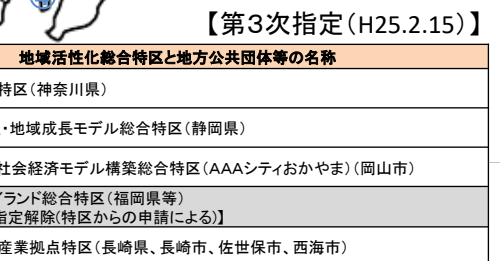 【第3次指定(H25.2.15)】
地域活性化総合特区と地方公共団体等の名称
特区(神奈川県)
・地域成長モデル総合特区(静岡県)
社会経済モデル構築総合特区(AAAシティおかやま)(岡山市)
ランド総合特区(福岡県等)
指定解除(特区からの申請による)】
産業拠点特区(長崎県、長崎市、佐世保市、西海市)